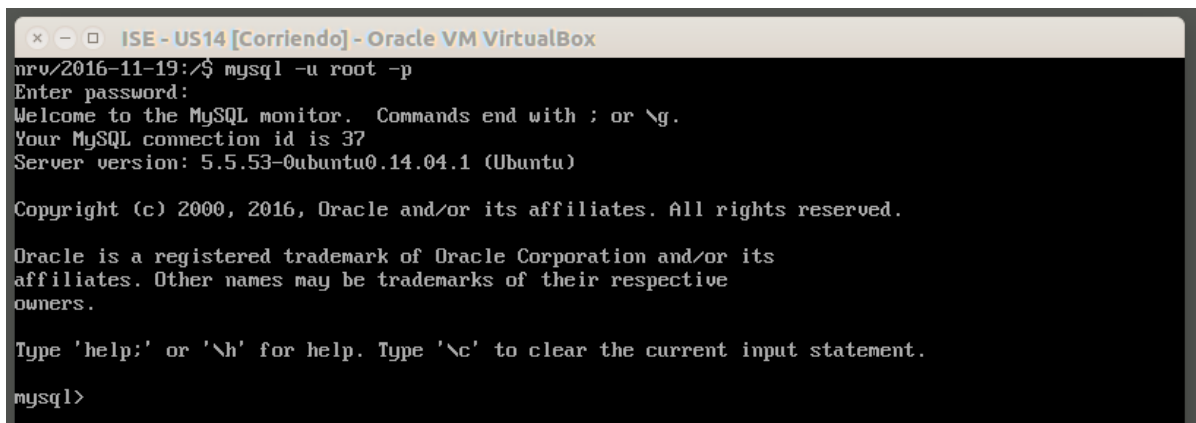 ISE - US14 [Corriendo] - Oracle VM VirtualBox
nrv/2016-11-19:/$ mysql -u root -p
Enter password:
Welcome to the MySQL monitor.  Commands end with ; or \g.
Your MySQL connection id is 37
Server version: 5.5.53-0ubuntu0.14.04.1 (Ubuntu)
Copyright (c) 2000, 2016, Oracle and/or its affiliates. All rights reserved.
Oracle is a registered trademark of Oracle Corporation and/or its
affiliates. Other names may be trademarks of their respective
owners.
Type 'help;' or '\h' for help. Type '\c' to clear the current input statement.
mysql>